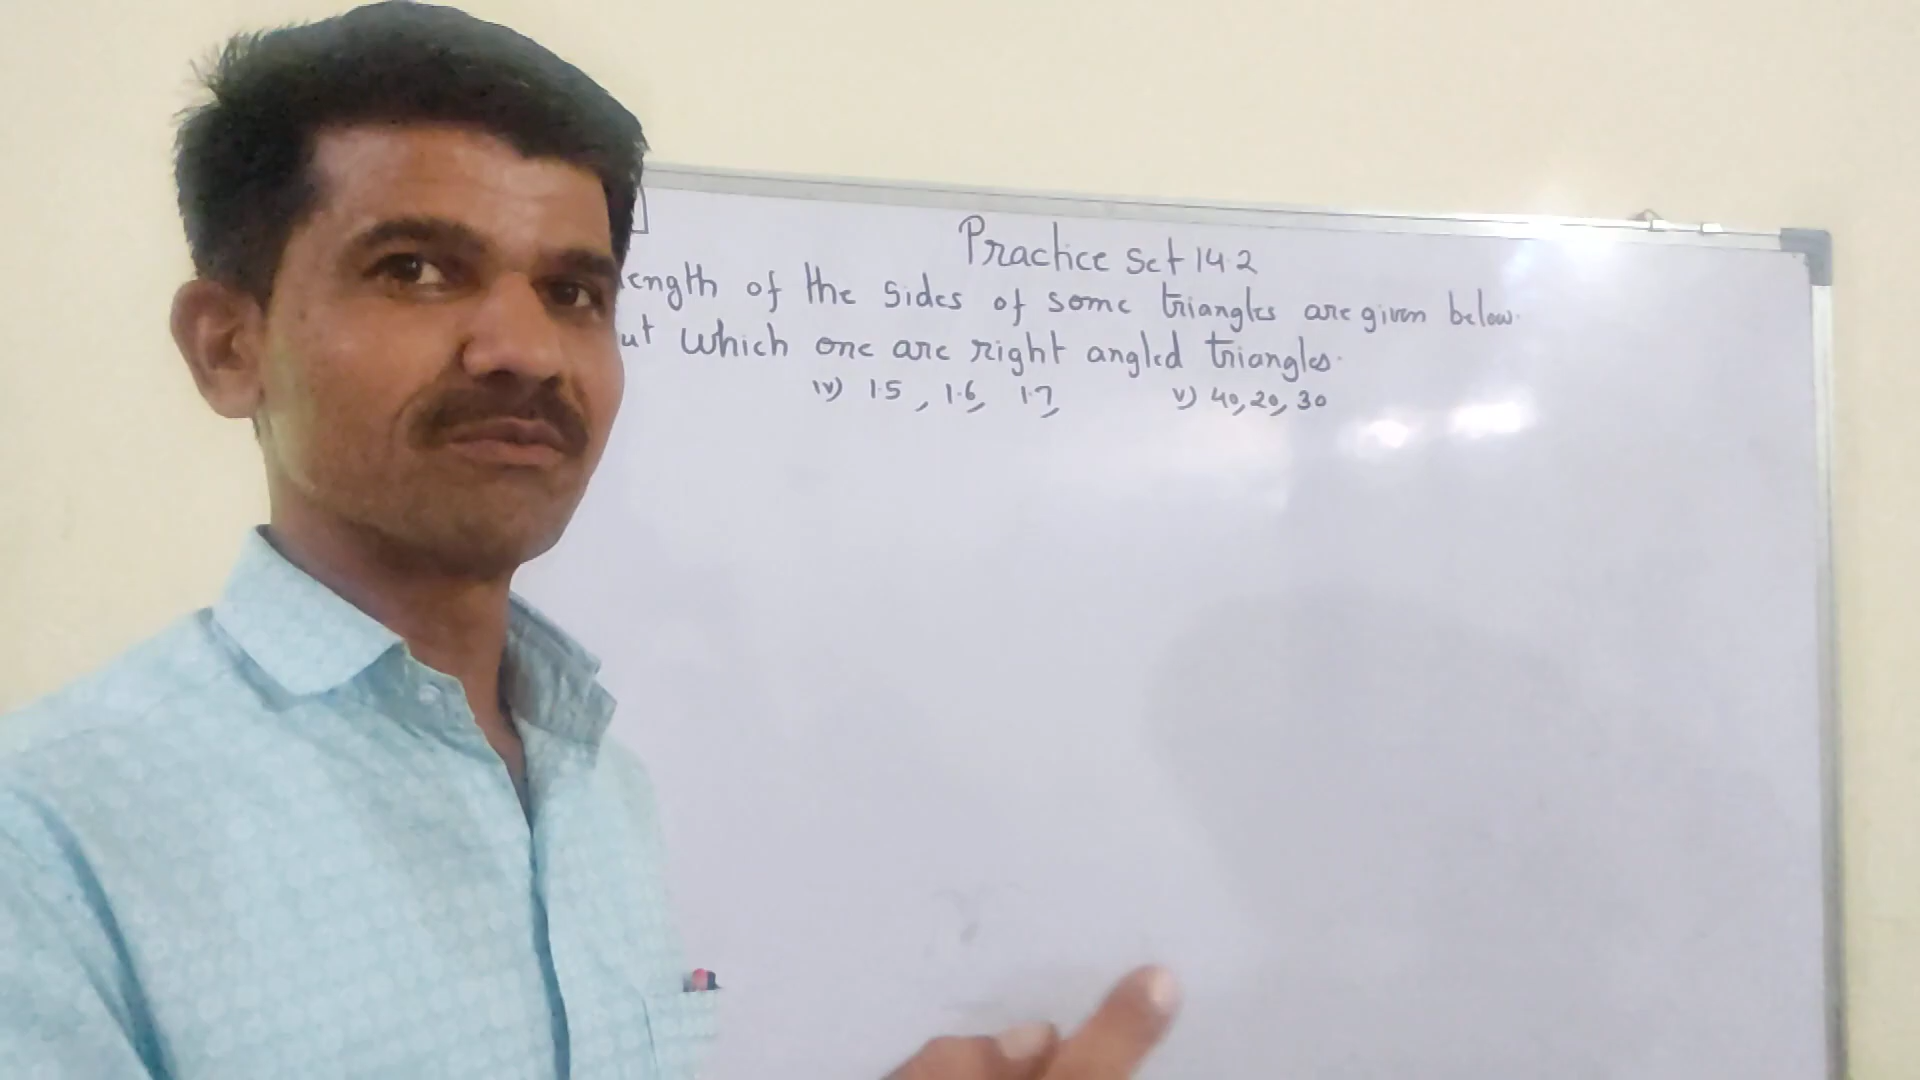 Practice Set 14.2
length of the sides of some triangles are given below.
ut which one are right angled triangles.
iv) 1.5 , 1.6, 1.7, v) 40, 20, 30